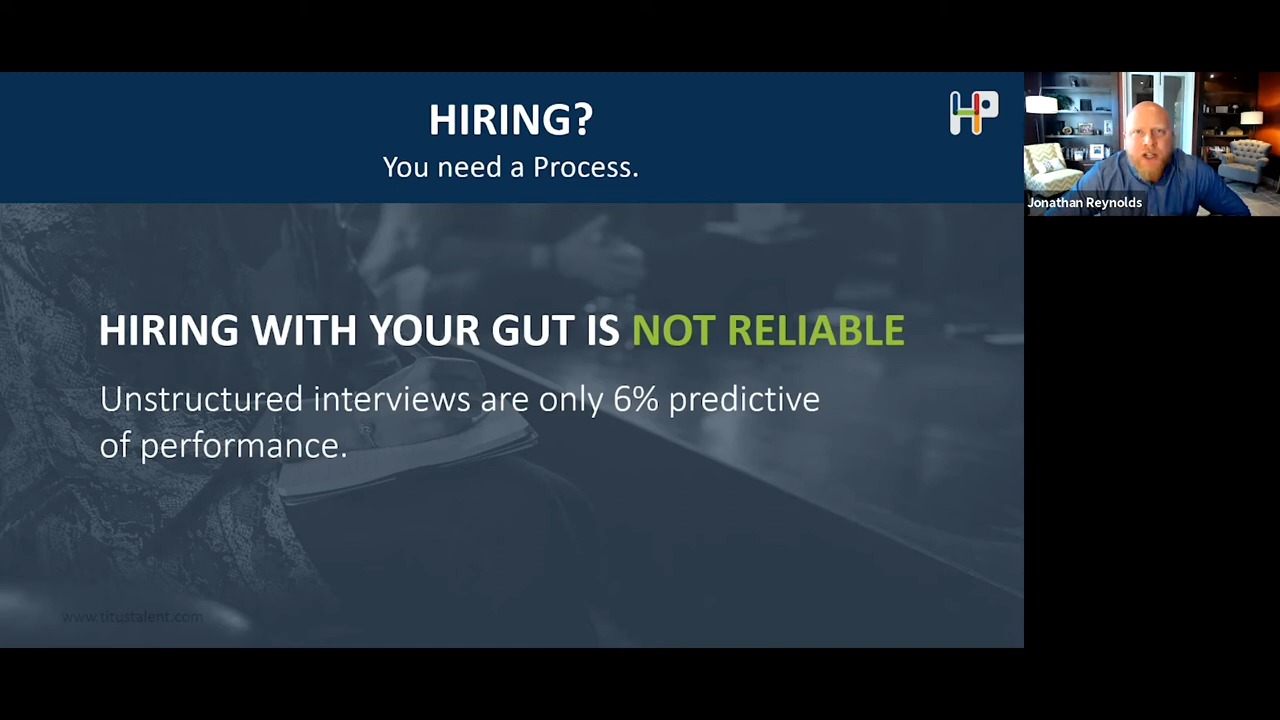 HIRING?
You need a Process.
HP
Jonathan Reynolds
HIRING WITH YOUR GUT IS NOT RELIABLE
Unstructured interviews are only 6% predictive
of performance.
www.titustalent.com